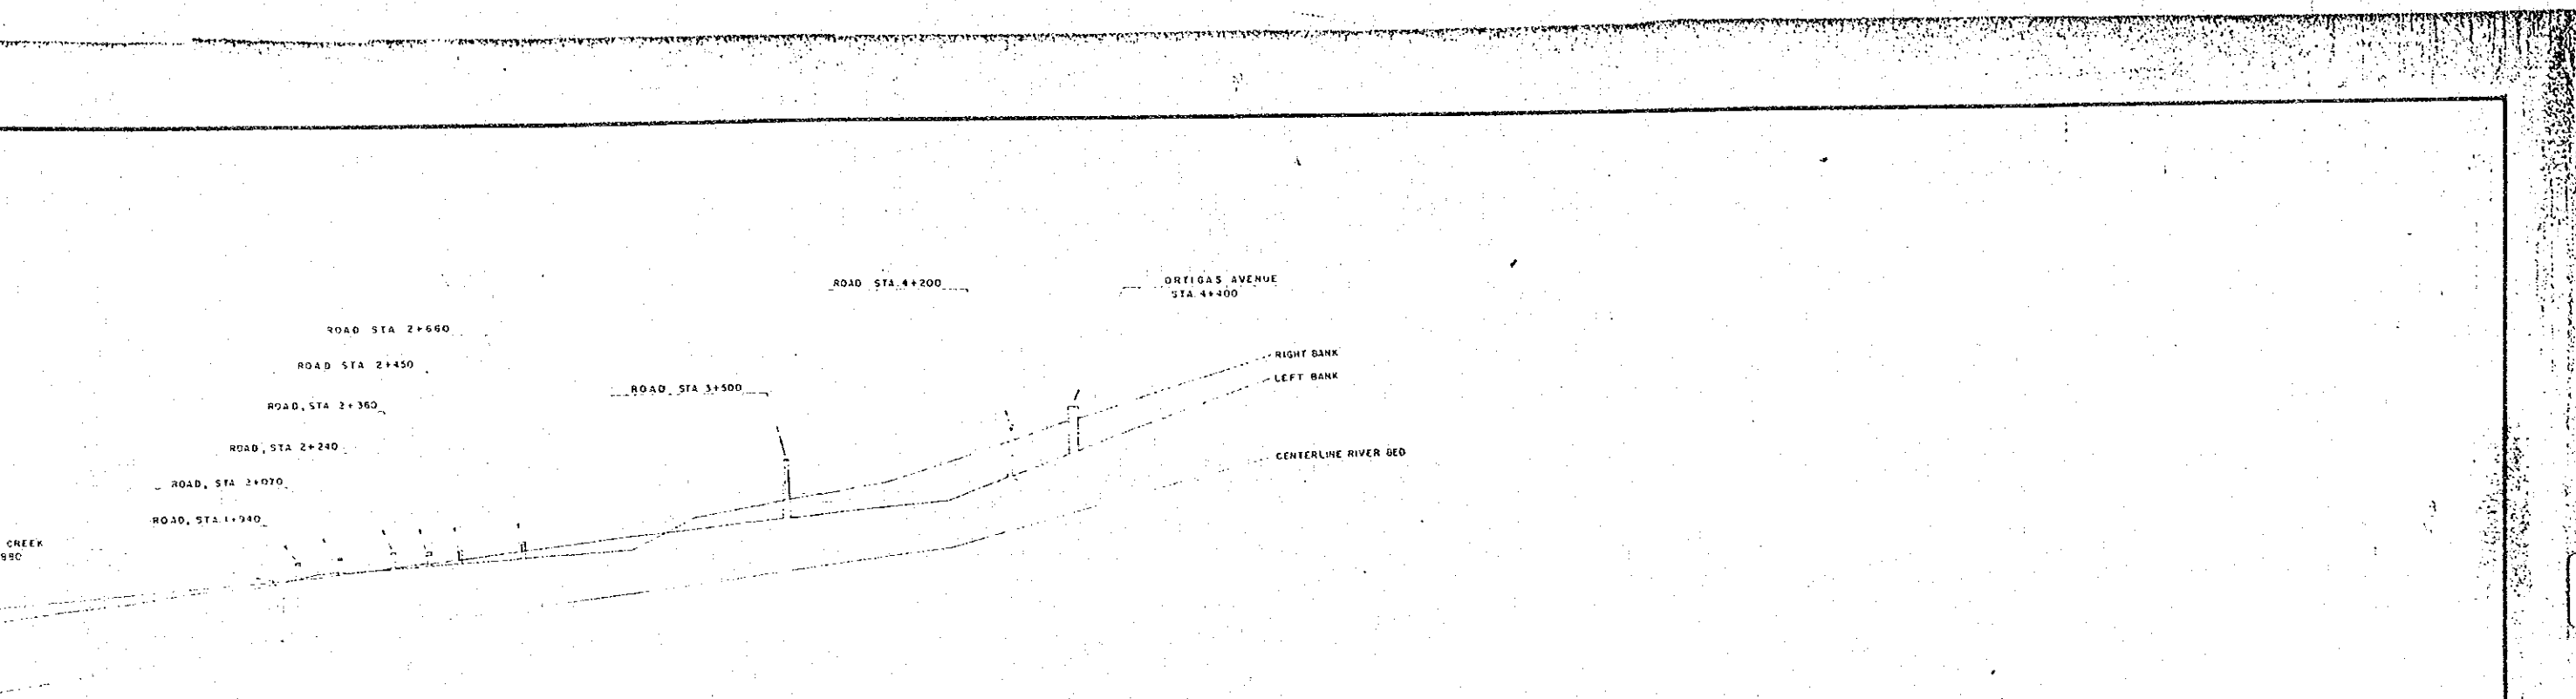 ROAD STA. 4+200
ORTIGAS AVENUE
STA. 4+400
ROAD STA 2+660
RIGHT BANK
ROAD STA 2+450
LEFT BANK
ROAD, STA 3+500
ROAD, STA 2+360
ROAD, STA 2+240
CENTERLINE RIVER BED
ROAD, STA 2+070
ROAD, STA. 1+940
CREEK